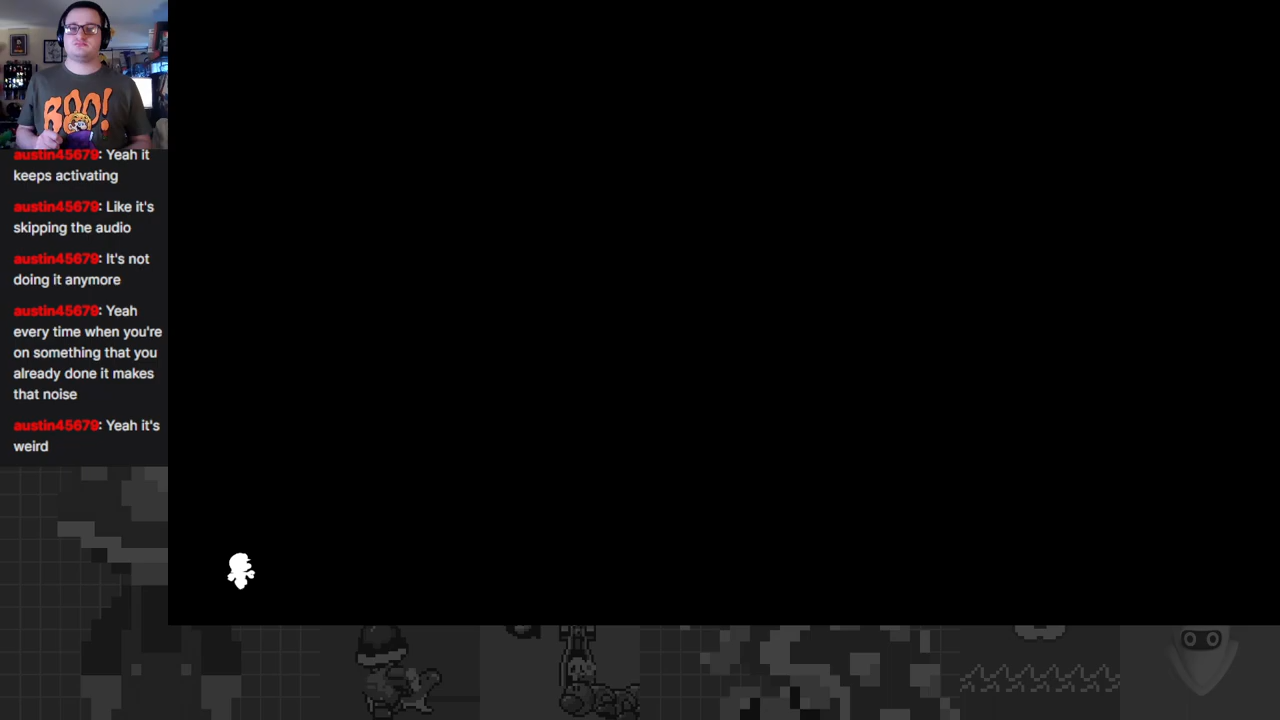 BOO!
austin45679: Yeah it
keeps activating
austin45679: Like it's
skipping the audio
austin45679: It's not
doing it anymore
austin45679: Yeah
every time when you're
on something that you
already done it makes
that noise
austin45679: Yeah it's
weird